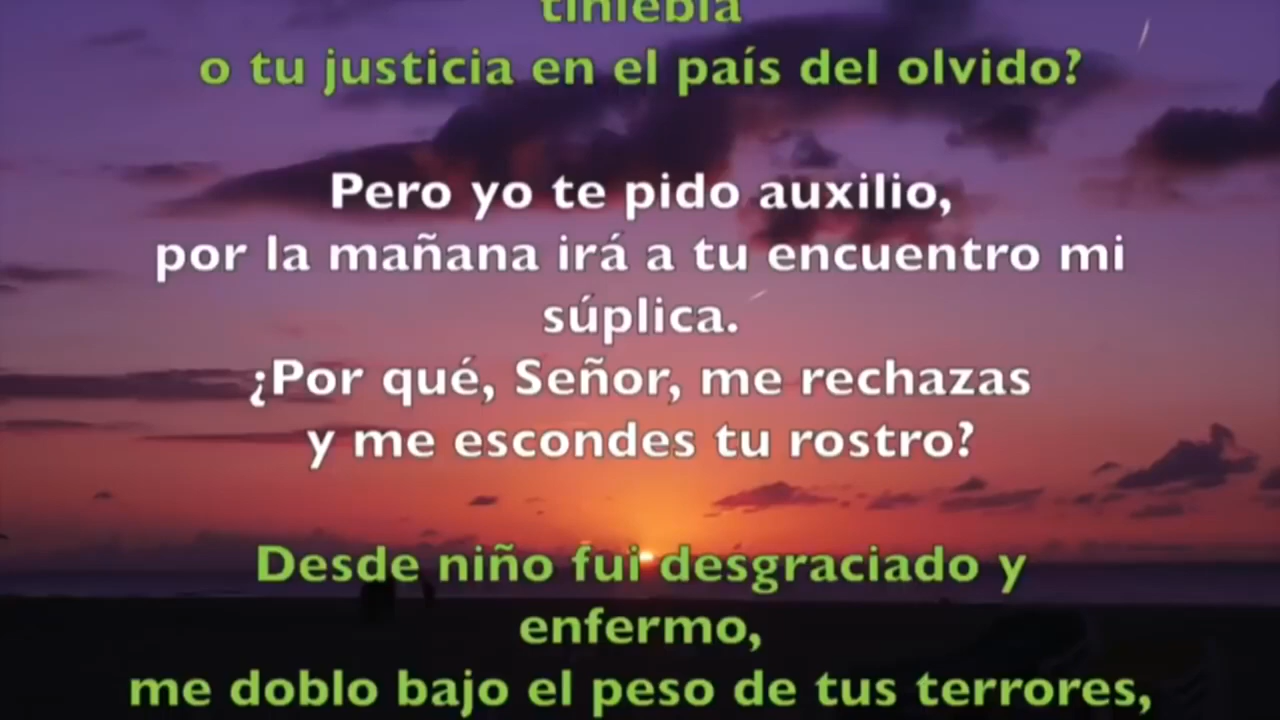 tiniebla
o tu justicia en el país del olvido?
Pero yo te pido auxilio,
por la mañana irá a tu encuentro mi
súplica.
¿Por qué, Señor, me rechazas
y me escondes tu rostro?
Desde niño fui desgraciado y
enfermo,
me doblo bajo el peso de tus terrores,